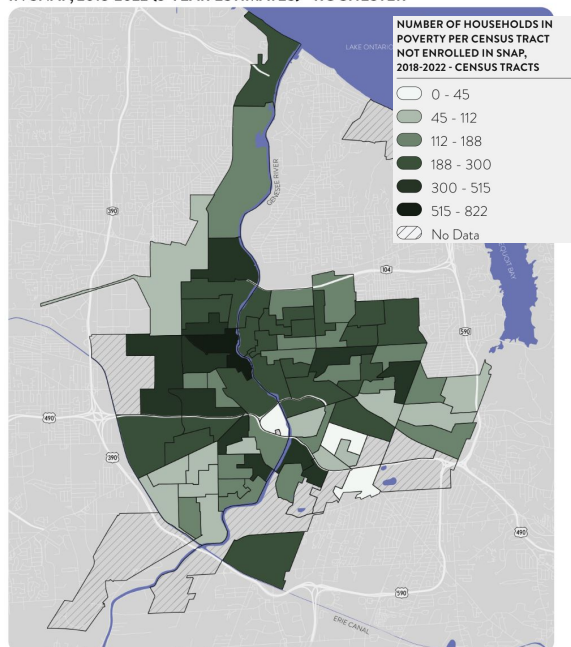 NUMBER OF HOUSEHOLDS IN
POVERTY PER CENSUS TRACT
NOT ENROLLED IN SNAP,
2018-2022 - CENSUS TRACTS
0 - 45
45 - 112
112 - 188
188 - 300
300 - 515
515 - 822
No Data
LAKE ONTARIO
GENESEE RIVER
390
104
590
490
390
490
590
ERIE CANAL